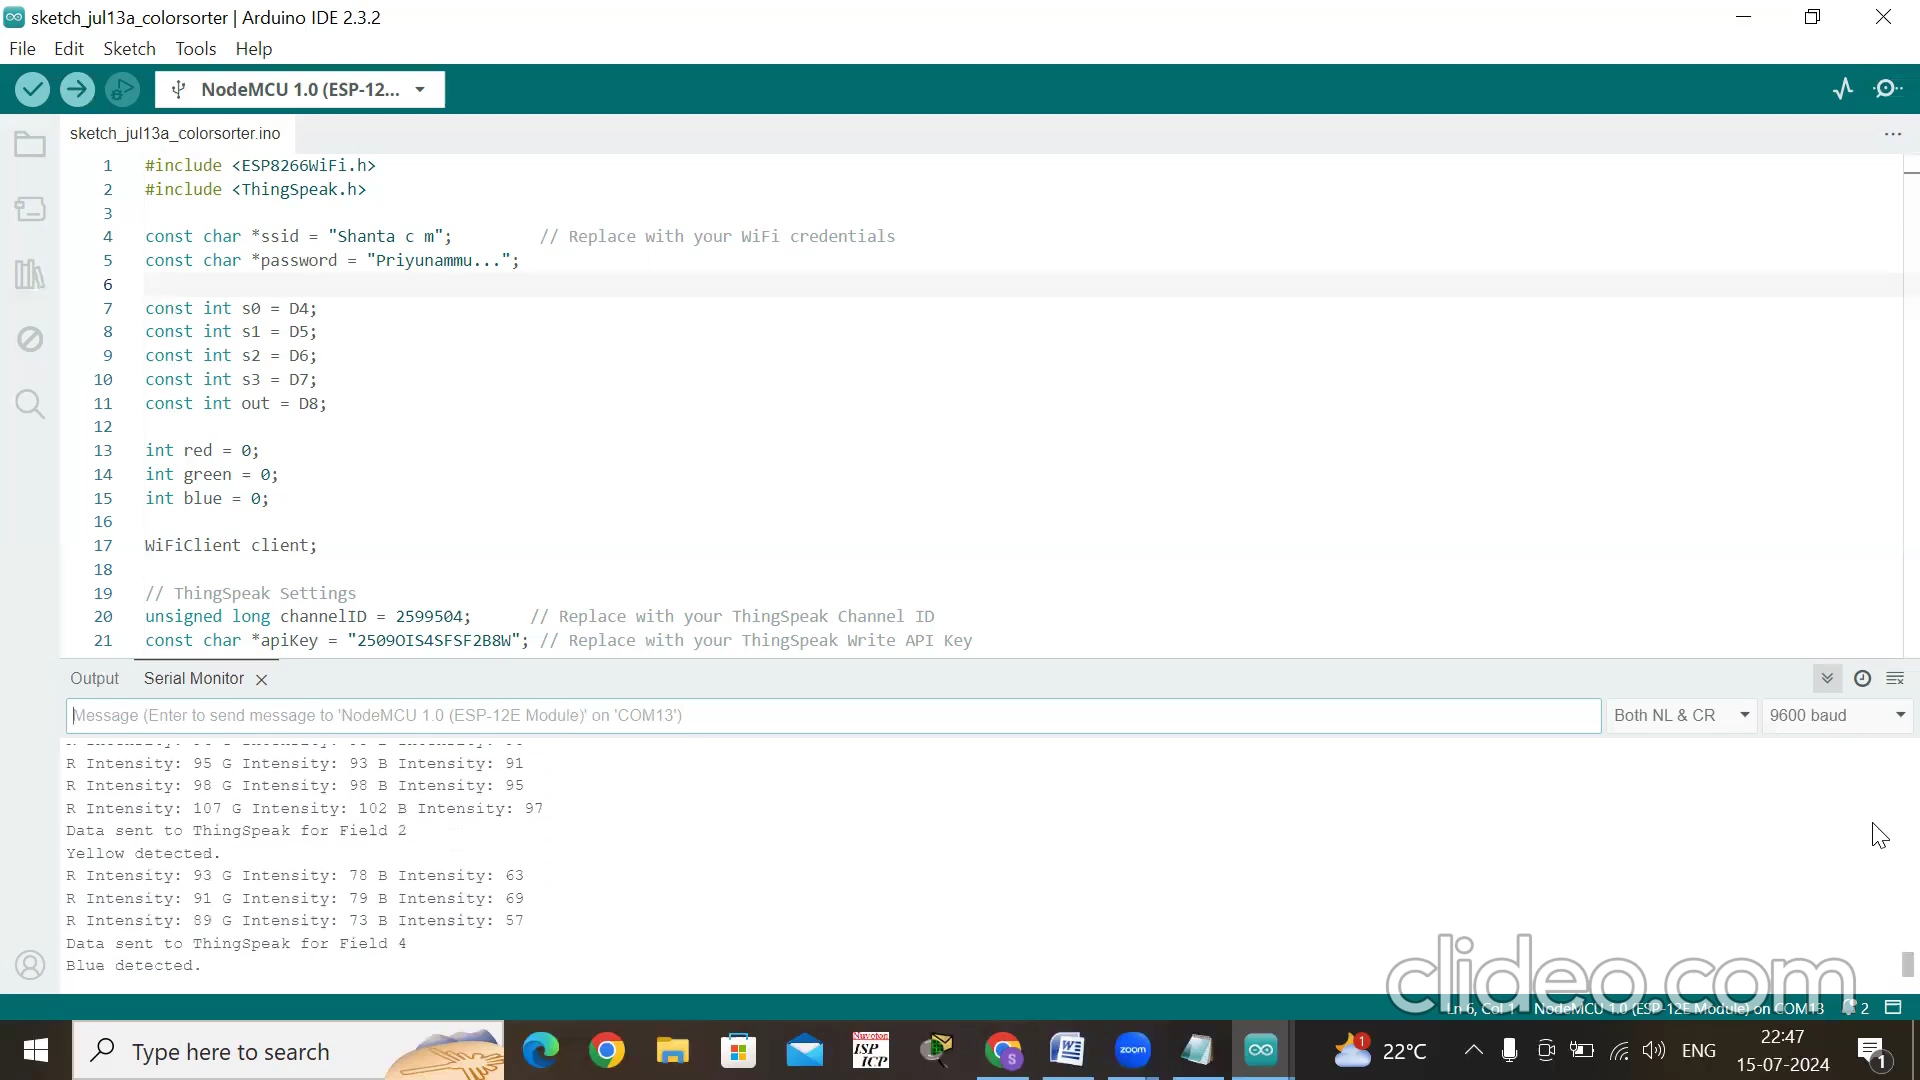 sketch_jul13a_colorsorter | Arduino IDE 2.3.2
File Edit Sketch Tools Help
NodeMCU 1.0 (ESP-12...
sketch_jul13a_colorsorter.ino
1 #include <ESP8266WiFi.h>
2 #include <ThingSpeak.h>
3
4 const char *ssid = "Shanta c m"; // Replace with your WiFi credentials
5 const char *password = "Priyunammu...";
6
7 const int s0 = D4;
8 const int s1 = D5;
9 const int s2 = D6;
10 const int s3 = D7;
11 const int out = D8;
12
13 int red = 0;
14 int green = 0;
15 int blue = 0;
16
17 WiFiClient client;
18
19 // ThingSpeak Settings
20 unsigned long channelID = 2599504; // Replace with your ThingSpeak Channel ID
21 const char *apiKey = "2509OIS4SFSF2B8W"; // Replace with your ThingSpeak Write API Key
Output Serial Monitor
Message (Enter to send message to 'NodeMCU 1.0 (ESP-12E Module)' on 'COM13') Both NL & CR 9600 baud
R Intensity: 95 G Intensity: 93 B Intensity: 91
R Intensity: 98 G Intensity: 98 B Intensity: 95
R Intensity: 107 G Intensity: 102 B Intensity: 97
Data sent to ThingSpeak for Field 2
Yellow detected.
R Intensity: 93 G Intensity: 78 B Intensity: 63
R Intensity: 91 G Intensity: 79 B Intensity: 69
R Intensity: 89 G Intensity: 73 B Intensity: 57
Data sent to ThingSpeak for Field 4
Blue detected.
clideo.com
Ln 6, Col 1 NodeMCU 1.0 (ESP-12E Module) on COM13 2
Type here to search
Nuvoton
ISP
ICP
S
zoom
1
22°C
ENG
22:47
15-07-2024
1